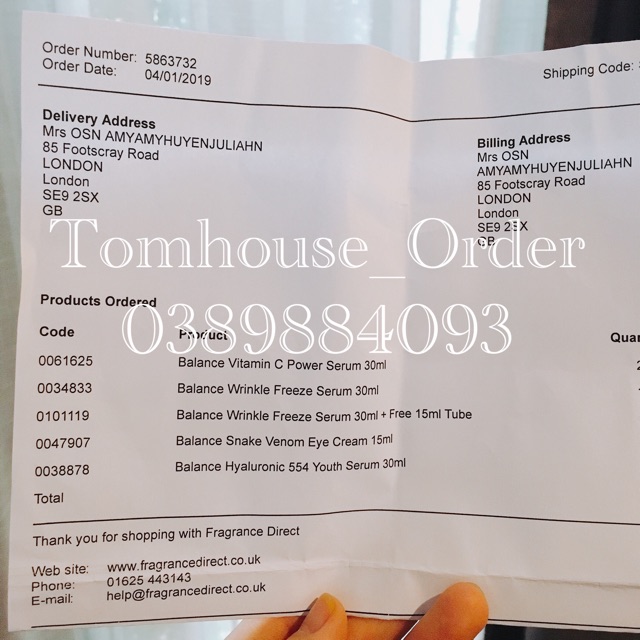 Order Number: 5863732
Order Date: 04/01/2019
Shipping Code:
Delivery Address
Mrs OSN AMYAMYHUYENJULIAHN
85 Footscray Road
LONDON
London
SE9 2SX
GB
Billing Address
Mrs OSN
AMYAMYHUYENJULIAHN
85 Footscray Road
LONDON
London
SE9 2SX
GB
Tomhouse_Order
0389884093
Products Ordered
Code Product
0061625 Balance Vitamin C Power Serum 30ml
0034833 Balance Wrinkle Freeze Serum 30ml
0101119 Balance Wrinkle Freeze Serum 30ml + Free 15ml Tube
0047907 Balance Snake Venom Eye Cream 15ml
0038878 Balance Hyaluronic 554 Youth Serum 30ml
Total
Thank you for shopping with Fragrance Direct
Web site: www.fragrancedirect.co.uk
Phone: 01625 443143
E-mail: help@fragrancedirect.co.uk